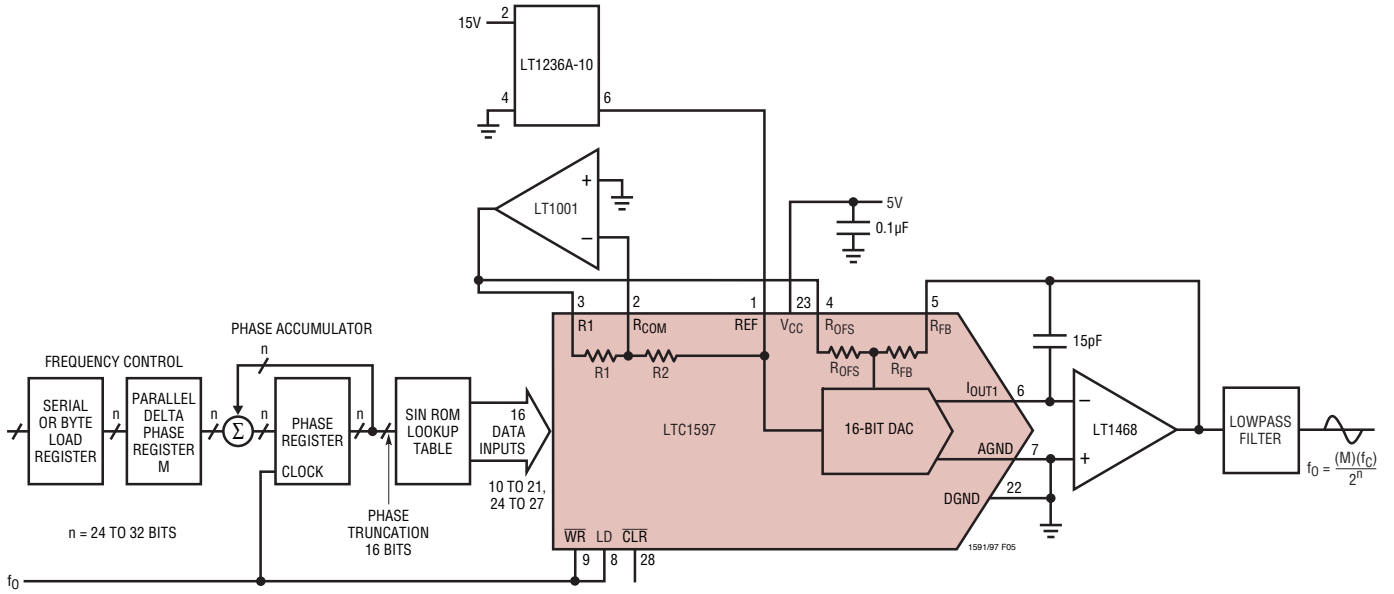 2
15V
LT1236A-10
4
6
+
LT1001
–
5V
0.1µF
3
2
1
23
4
5
R1
RCOM
REF
VCC
ROFS
RFB
R1
R2
ROFS
RFB
15pF
PHASE ACCUMULATOR
n
FREQUENCY CONTROL
SERIAL
OR BYTE
LOAD
REGISTER
n
PARALLEL
DELTA
PHASE
REGISTER
M
n
Σ
n
PHASE
REGISTER
CLOCK
n
SIN ROM
LOOKUP
TABLE
16
DATA
INPUTS
10 TO 21,
24 TO 27
LTC1597
16-BIT DAC
IOUT1
6
AGND
7
DGND
22
–
LT1468
+
LOWPASS
FILTER
fO = (M)(fC)
2n
n = 24 TO 32 BITS
PHASE
TRUNCATION
16 BITS
WR
LD
CLR
9
8
28
1591/97 F05
fO